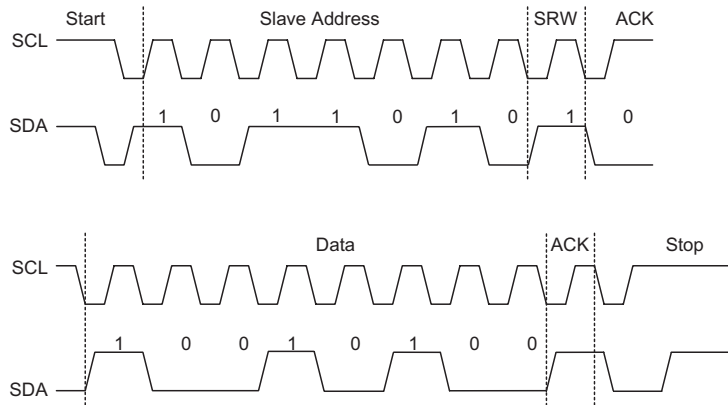 Start Slave Address SRW ACK
SCL
1 0 1 1 0 1 0 1 0
SDA
Data ACK Stop
SCL
1 0 0 1 0 1 0 0
SDA